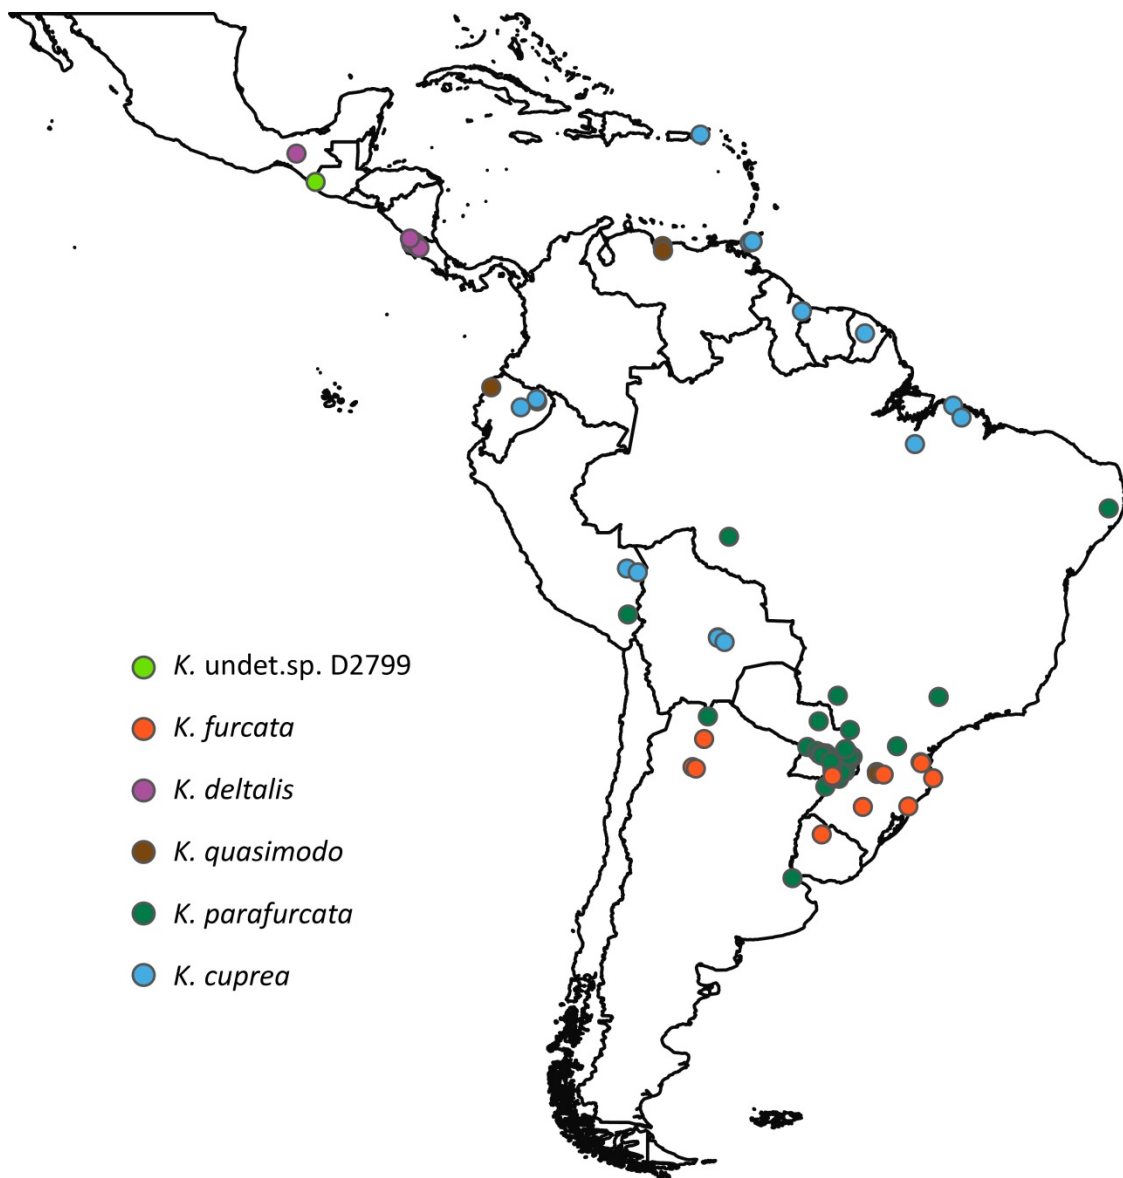 K. undet.sp. D2799
K. furcata
K. deltalis
K. quasimodo
K. parafurcata
K. cuprea